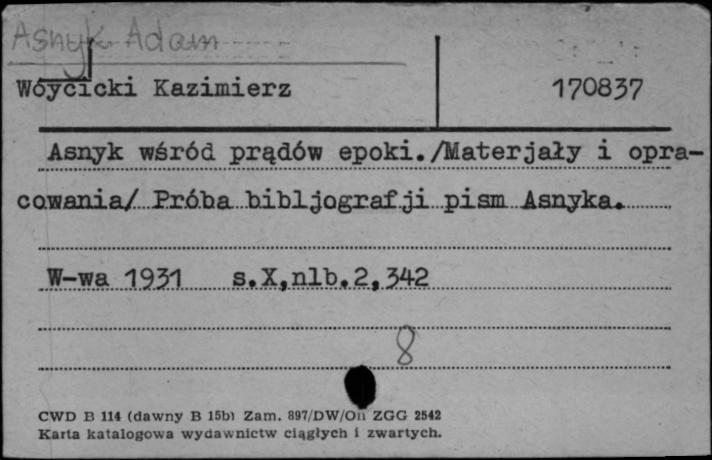 Asnyk Adam
Wóycicki Kazimierz 170837
Asnyk wśród prądów epoki./Materjały i opra-
cowania/ Próba bibljografji pism Asnyka.
W-wa 1931 s.X,nlb.2,342
8
CWD B 114 (dawny B 15b) Zam. 897/DW/On ZGG 2542
Karta katalogowa wydawnictw ciągłych i zwartych.